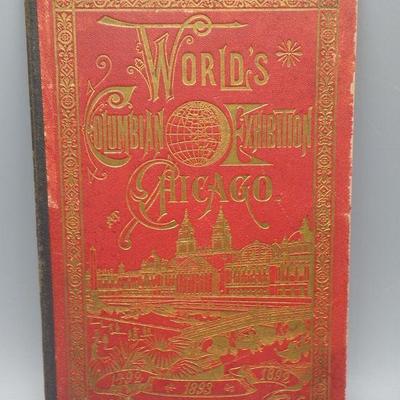 WORLD'S
COLUMBIAN EXHIBITION
CHICAGO
1893